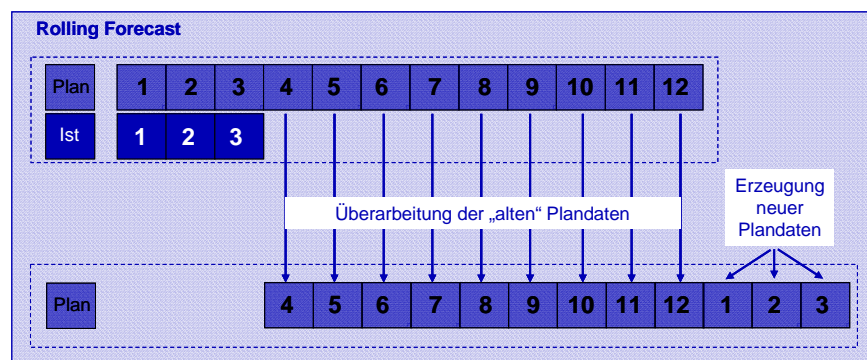 Rolling Forecast
Plan 1 2 3 4 5 6 7 8 9 10 11 12
Ist 1 2 3
Überarbeitung der „alten“ Plandaten
Erzeugung
neuer
Plandaten
Plan 4 5 6 7 8 9 10 11 12 1 2 3